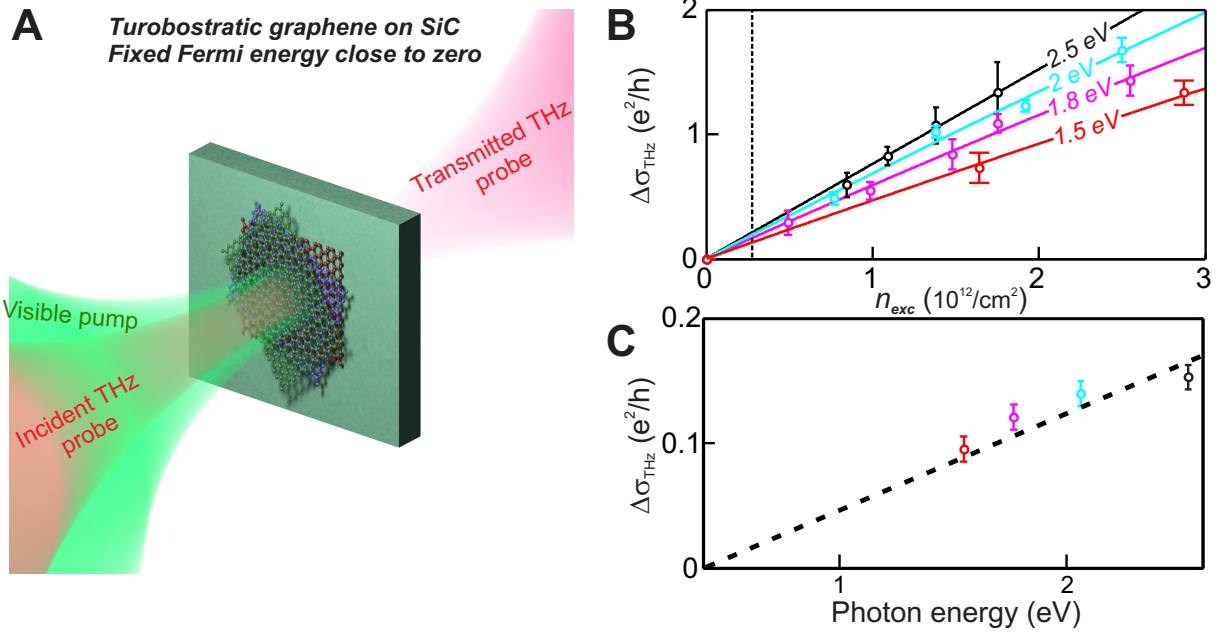 A
Turobostratic graphene on SiC
Fixed Fermi energy close to zero
Transmitted THz
probe
Visible pump
Incident THz
probe
B
2
1
0
Δσ_THz (e²/h)
2.5 eV
2 eV
1.8 eV
1.5 eV
1
2
3
n_exc (10¹²/cm²)
C
0.2
0.1
0
Δσ_THz (e²/h)
1
2
Photon energy (eV)